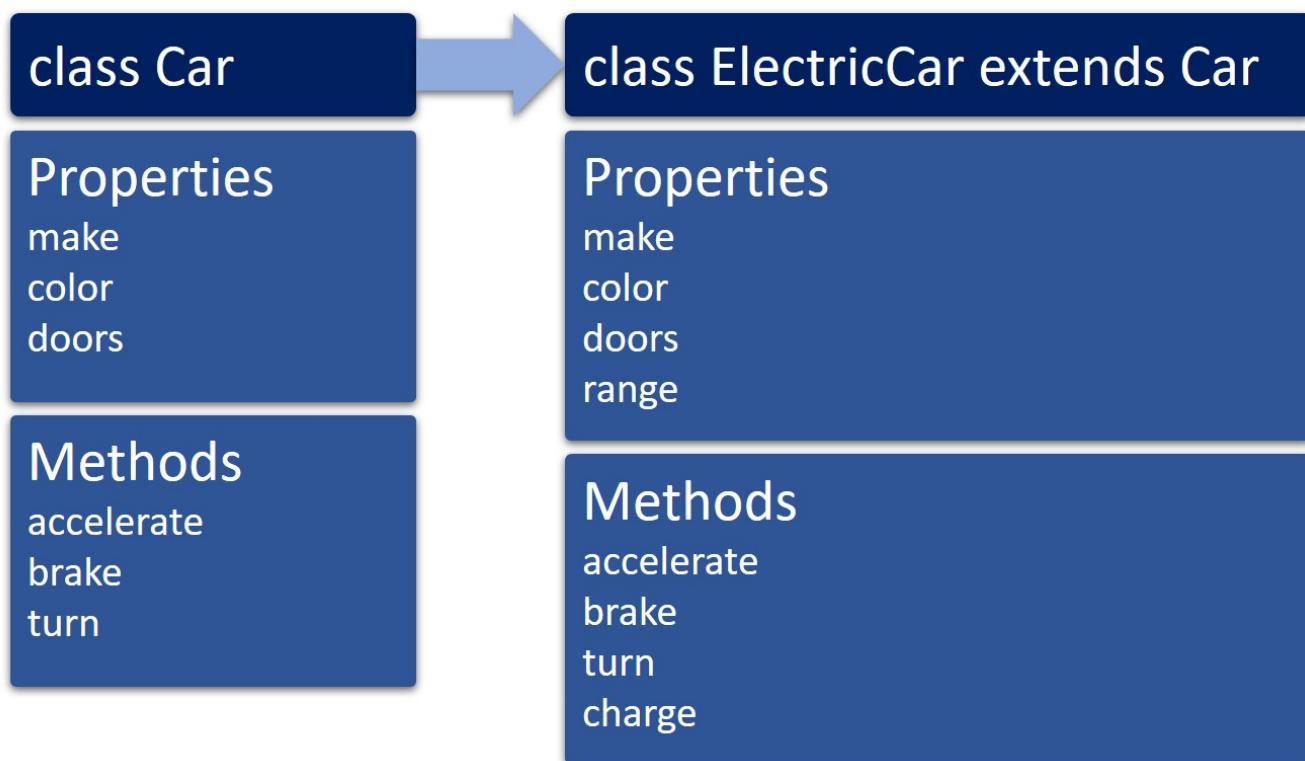 class Car
Properties
make
color
doors
Methods
accelerate
brake
turn
class ElectricCar extends Car
Properties
make
color
doors
range
Methods
accelerate
brake
turn
charge